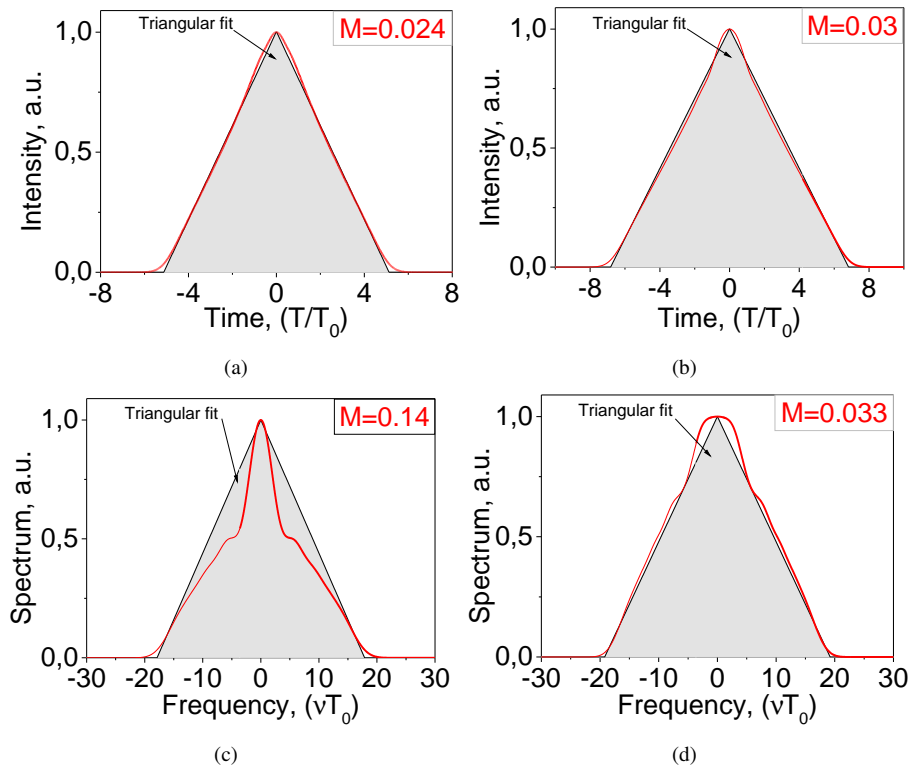 Triangular fit
M=0.024
1,0
0,5
0,0
Intensity, a.u.
-8 -4 0 4 8
Time, (T/T0)
(a)
Triangular fit
M=0.03
1,0
0,5
0,0
Intensity, a.u.
-8 -4 0 4 8
Time, (T/T0)
(b)
Triangular fit
M=0.14
1,0
0,5
0,0
Spectrum, a.u.
-30 -20 -10 0 10 20 30
Frequency, (νT0)
(c)
Triangular fit
M=0.033
1,0
0,5
0,0
Spectrum, a.u.
-30 -20 -10 0 10 20 30
Frequency, (νT0)
(d)